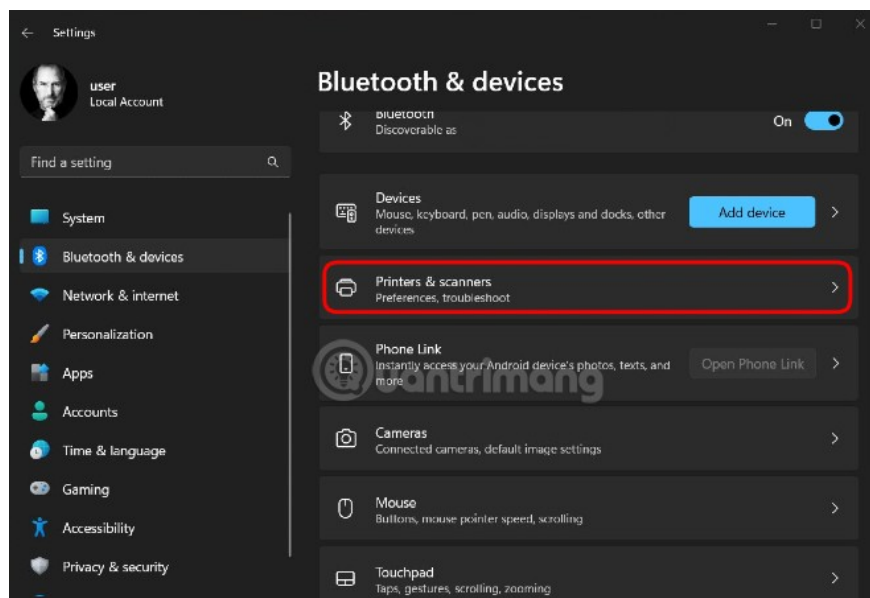 Settings
user
Local Account
Find a setting
System
Bluetooth & devices
Network & internet
Personalization
Apps
Accounts
Time & language
Gaming
Accessibility
Privacy & security
Bluetooth & devices
Bluetooth
Discoverable as
On
Devices
Mouse, keyboard, pen, audio, displays and docks, other
devices
Add device
Printers & scanners
Preferences, troubleshoot
Phone Link
Instantly access your Android device's photos, texts, and
more
Open Phone Link
uantrimang
Cameras
Connected cameras, default image settings
Mouse
Buttons, mouse pointer speed, scrolling
Touchpad
Taps, gestures, scrolling, zooming